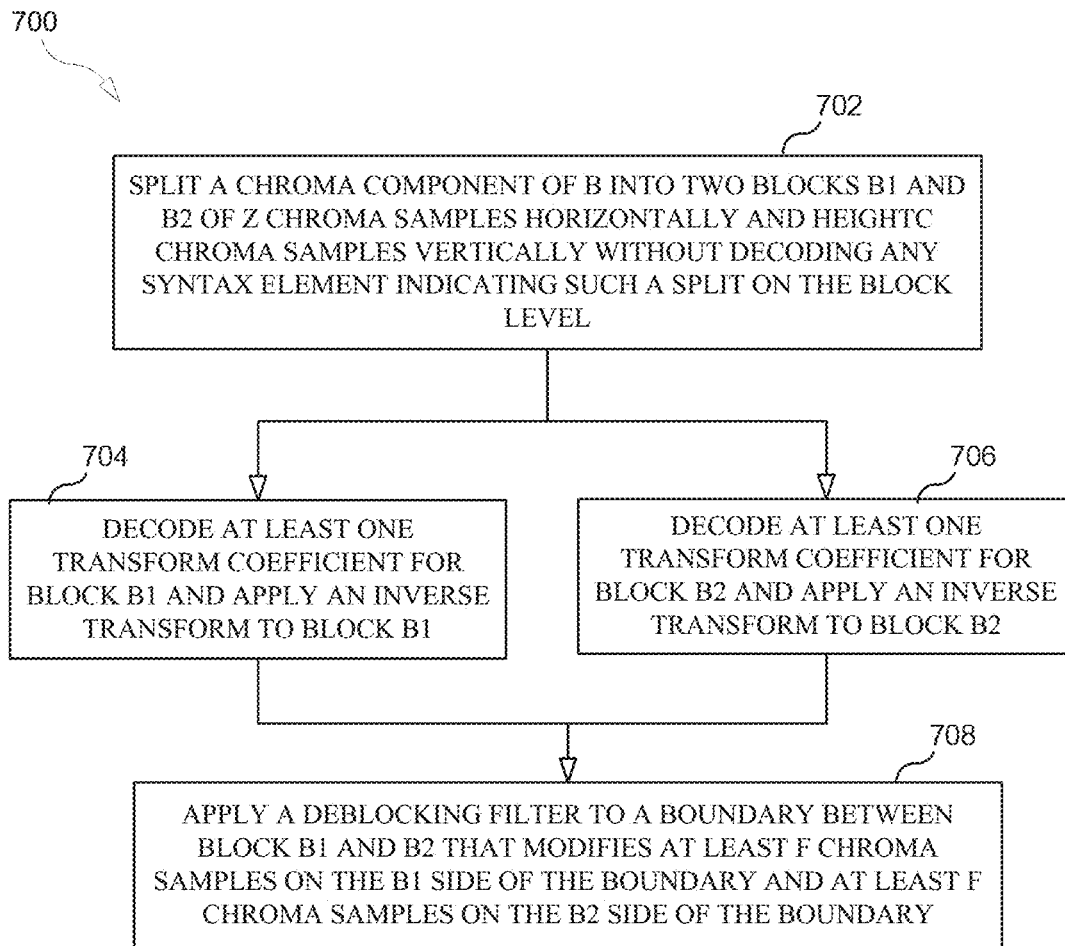 700
702
SPLIT A CHROMA COMPONENT OF B INTO TWO BLOCKS B1 AND
B2 OF Z CHROMA SAMPLES HORIZONTALLY AND HEIGHTC
CHROMA SAMPLES VERTICALLY WITHOUT DECODING ANY
SYNTAX ELEMENT INDICATING SUCH A SPLIT ON THE BLOCK
LEVEL
704
DECODE AT LEAST ONE
TRANSFORM COEFFICIENT FOR
BLOCK B1 AND APPLY AN INVERSE
TRANSFORM TO BLOCK B1
706
DECODE AT LEAST ONE
TRANSFORM COEFFICIENT FOR
BLOCK B2 AND APPLY AN INVERSE
TRANSFORM TO BLOCK B2
708
APPLY A DEBLOCKING FILTER TO A BOUNDARY BETWEEN
BLOCK B1 AND B2 THAT MODIFIES AT LEAST F CHROMA
SAMPLES ON THE B1 SIDE OF THE BOUNDARY AND AT LEAST F
CHROMA SAMPLES ON THE B2 SIDE OF THE BOUNDARY